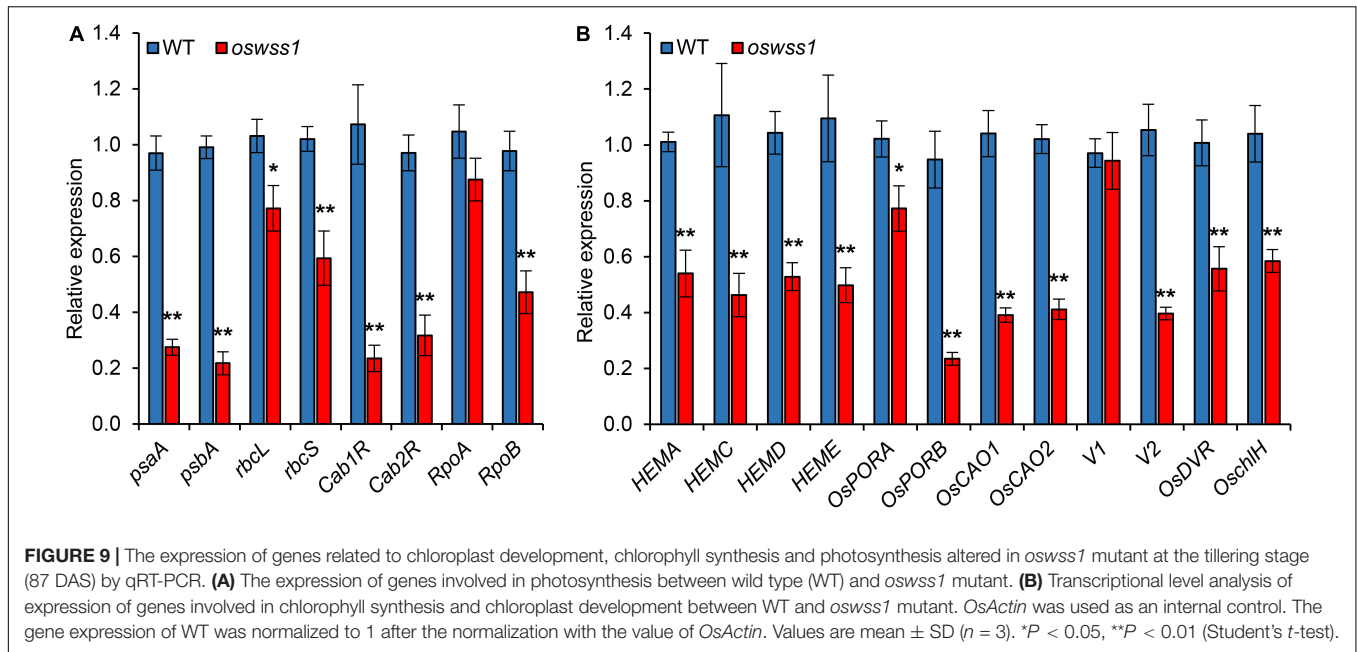 A
WT
oswss1
Relative expression
1.4
1.2
1.0
0.8
0.6
0.4
0.2
0.0
**
**
*
**
**
**
**
psaA
psbA
rbcL
rbcS
Cab1R
Cab2R
RpoA
RpoB
B
WT
oswss1
Relative expression
1.4
1.2
1.0
0.8
0.6
0.4
0.2
0.0
**
**
**
**
*
**
**
**
**
**
**
HEMA
HEMC
HEMD
HEME
OsPORA
OsPORB
OsCAO1
OsCAO2
V1
V2
OsDVR
OschlH
FIGURE 9 | The expression of genes related to chloroplast development, chlorophyll synthesis and photosynthesis altered in oswss1 mutant at the tillering stage
(87 DAS) by qRT-PCR. (A) The expression of genes involved in photosynthesis between wild type (WT) and oswss1 mutant. (B) Transcriptional level analysis of
expression of genes involved in chlorophyll synthesis and chloroplast development between WT and oswss1 mutant. OsActin was used as an internal control. The
gene expression of WT was normalized to 1 after the normalization with the value of OsActin. Values are mean ± SD (n = 3). *P < 0.05, **P < 0.01 (Student's t-test).